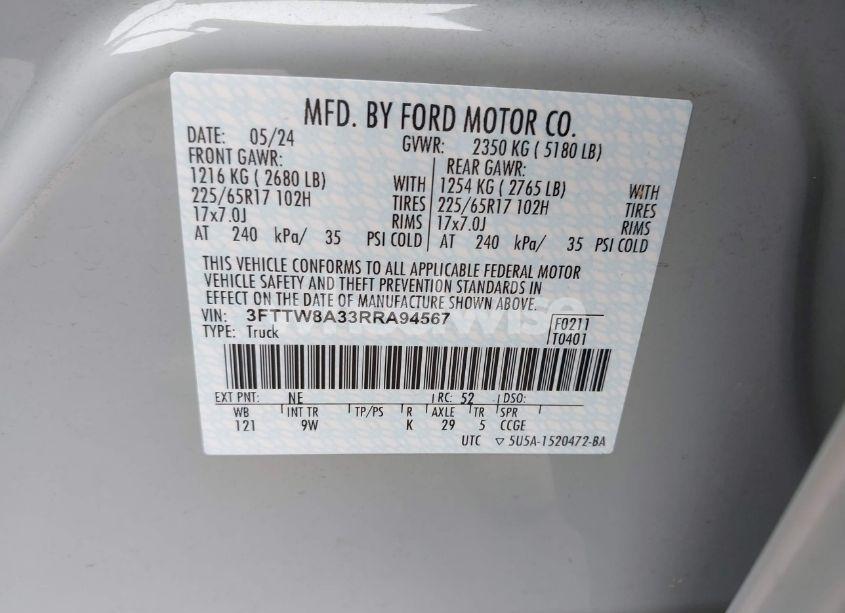 MFD. BY FORD MOTOR CO.
DATE: 05/24 GVWR: 2350 KG ( 5180 LB)
FRONT GAWR: REAR GAWR:
1216 KG ( 2680 LB) WITH 1254 KG ( 2765 LB) WITH
225/65R17 102H TIRES 225/65R17 102H TIRES
17x7.0J RIMS 17x7.0J RIMS
AT 240 kPa/ 35 PSI COLD AT 240 kPa/ 35 PSI COLD
THIS VEHICLE CONFORMS TO ALL APPLICABLE FEDERAL MOTOR
VEHICLE SAFETY AND THEFT PREVENTION STANDARDS IN
EFFECT ON THE DATE OF MANUFACTURE SHOWN ABOVE.
VIN: 3FTTW8A33RRA94567 F0211
TYPE: Truck T0401
EXT PNT: NE RC: 52 DSO:
WB INT TR TP/PS R AXLE TR SPR
121 9W K 29 5 CCGE
UTC ▽ 5U5A-1520472-BA